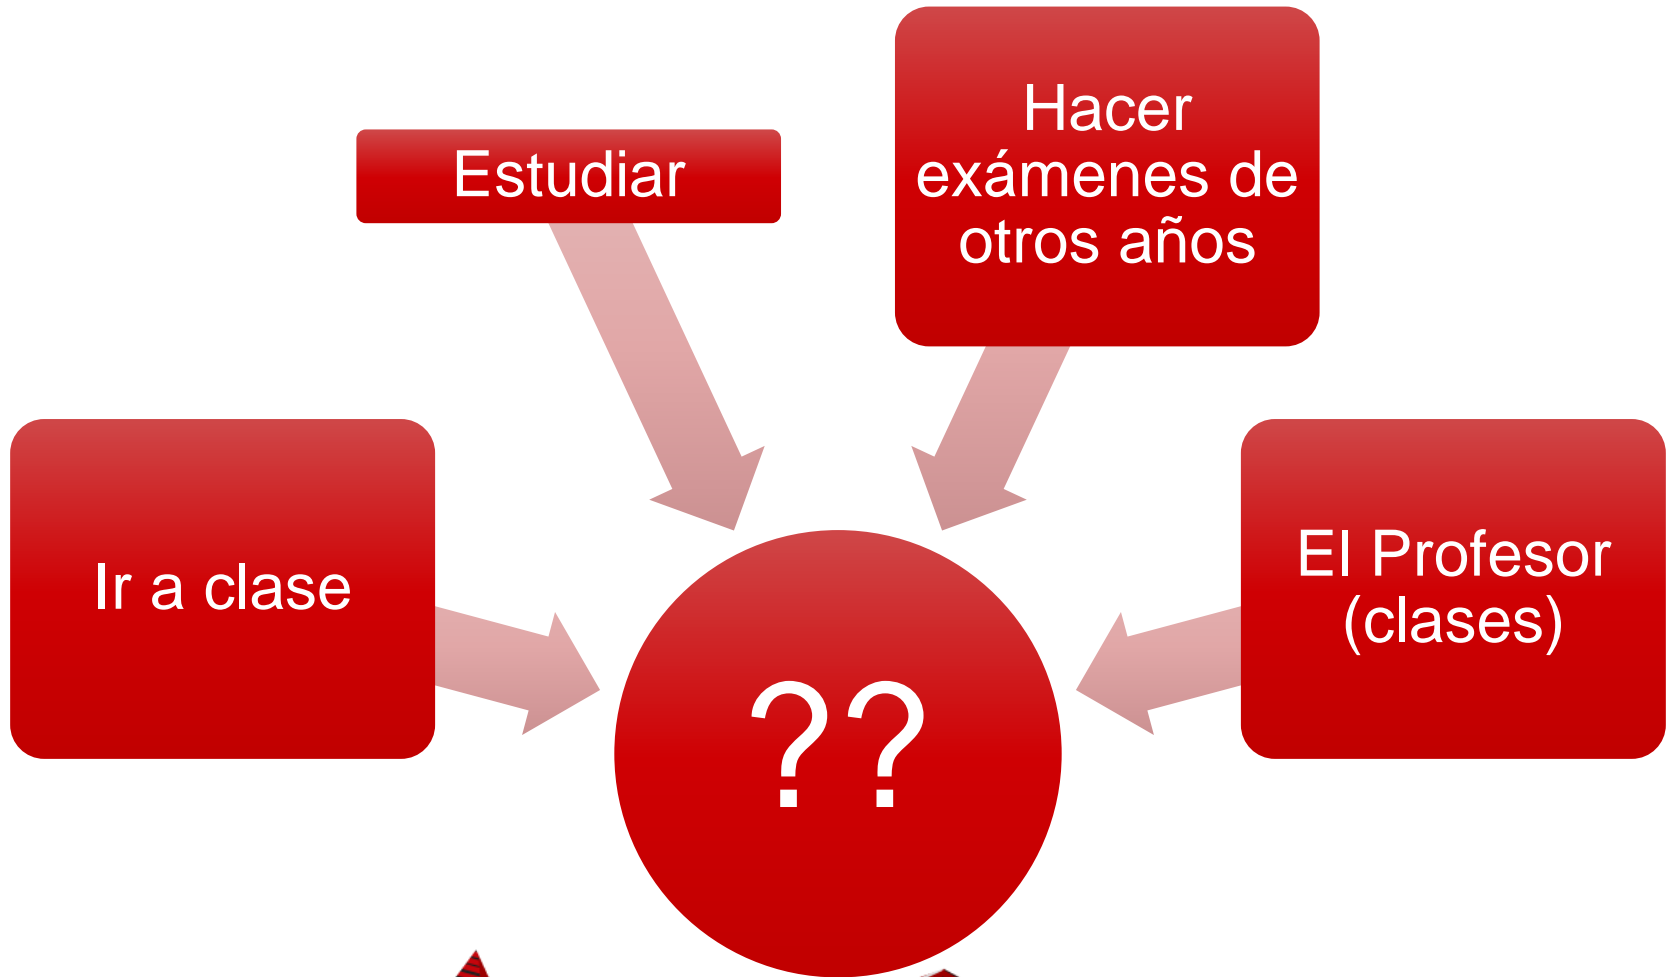 Hacer
exámenes de
otros años
Estudiar
Ir a clase
El Profesor
(clases)
??